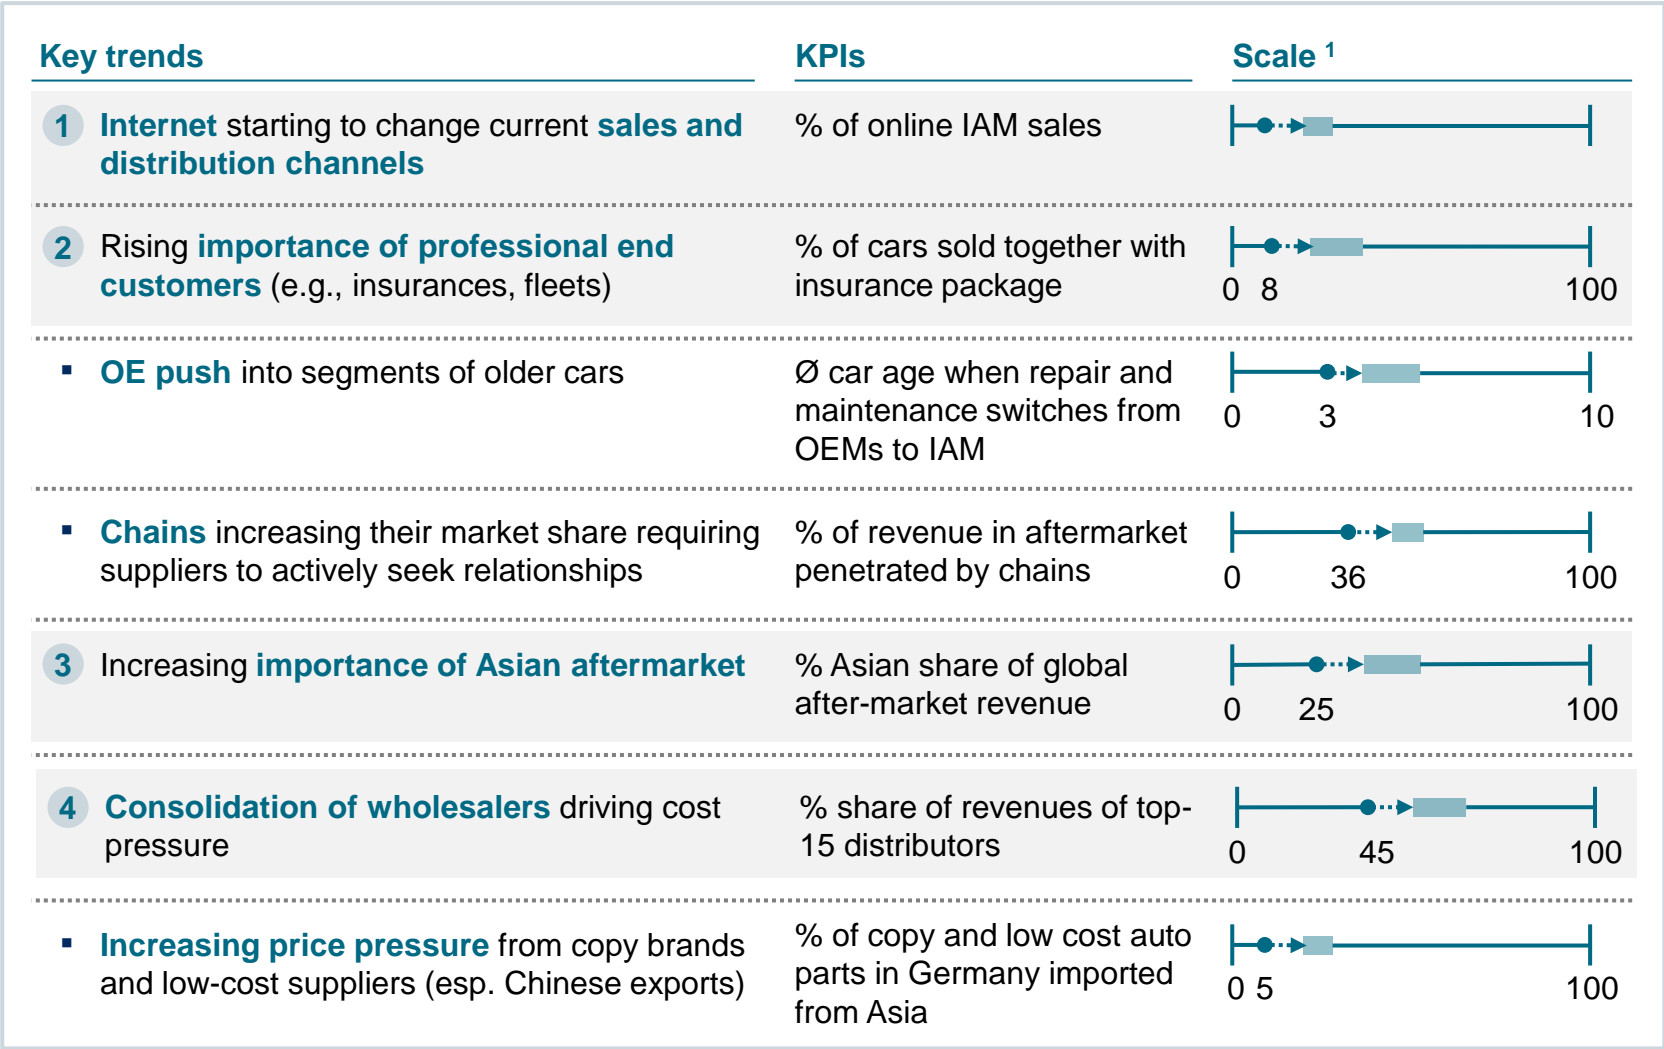 Key trends
KPIs
Scale 1
1
Internet starting to change current sales and
distribution channels
% of online IAM sales
2
Rising importance of professional end
customers (e.g., insurances, fleets)
% of cars sold together with
insurance package
0 8 100
▪ OE push into segments of older cars
Ø car age when repair and
maintenance switches from
OEMs to IAM
0 3 10
▪ Chains increasing their market share requiring
suppliers to actively seek relationships
% of revenue in aftermarket
penetrated by chains
0 36 100
3
Increasing importance of Asian aftermarket
% Asian share of global
after-market revenue
0 25 100
4
Consolidation of wholesalers driving cost
pressure
% share of revenues of top-
15 distributors
0 45 100
▪ Increasing price pressure from copy brands
and low-cost suppliers (esp. Chinese exports)
% of copy and low cost auto
parts in Germany imported
from Asia
0 5 100